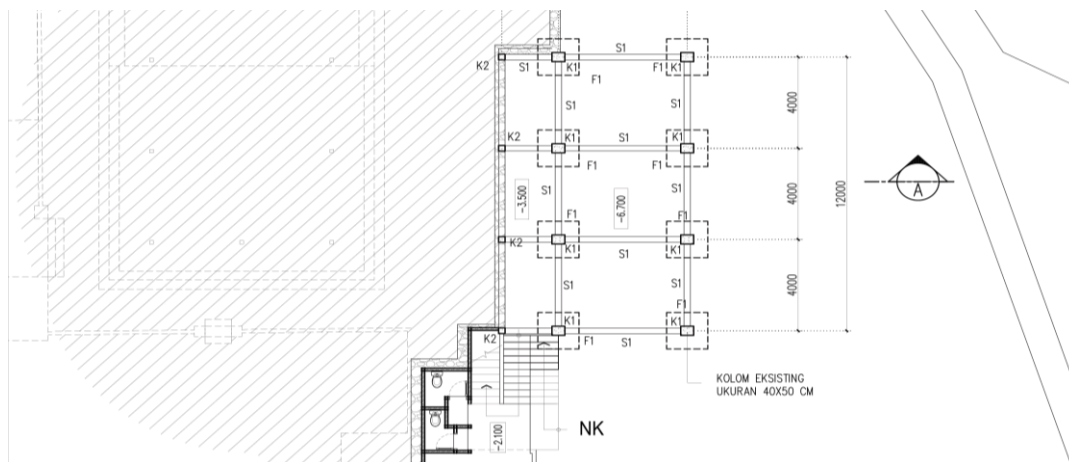 S1
K2
S1
K1
F1
K1
F1
S1
S1
4000
K2
K1
S1
K1
F1
F1
-3.500
S1
-6.700
S1
4000
12000
A
F1
F1
K2
K1
K1
S1
S1
S1
4000
F1
K1
K1
K2
F1
S1
KOLOM EKSISTING
UKURAN 40X50 CM
NK
-2.100